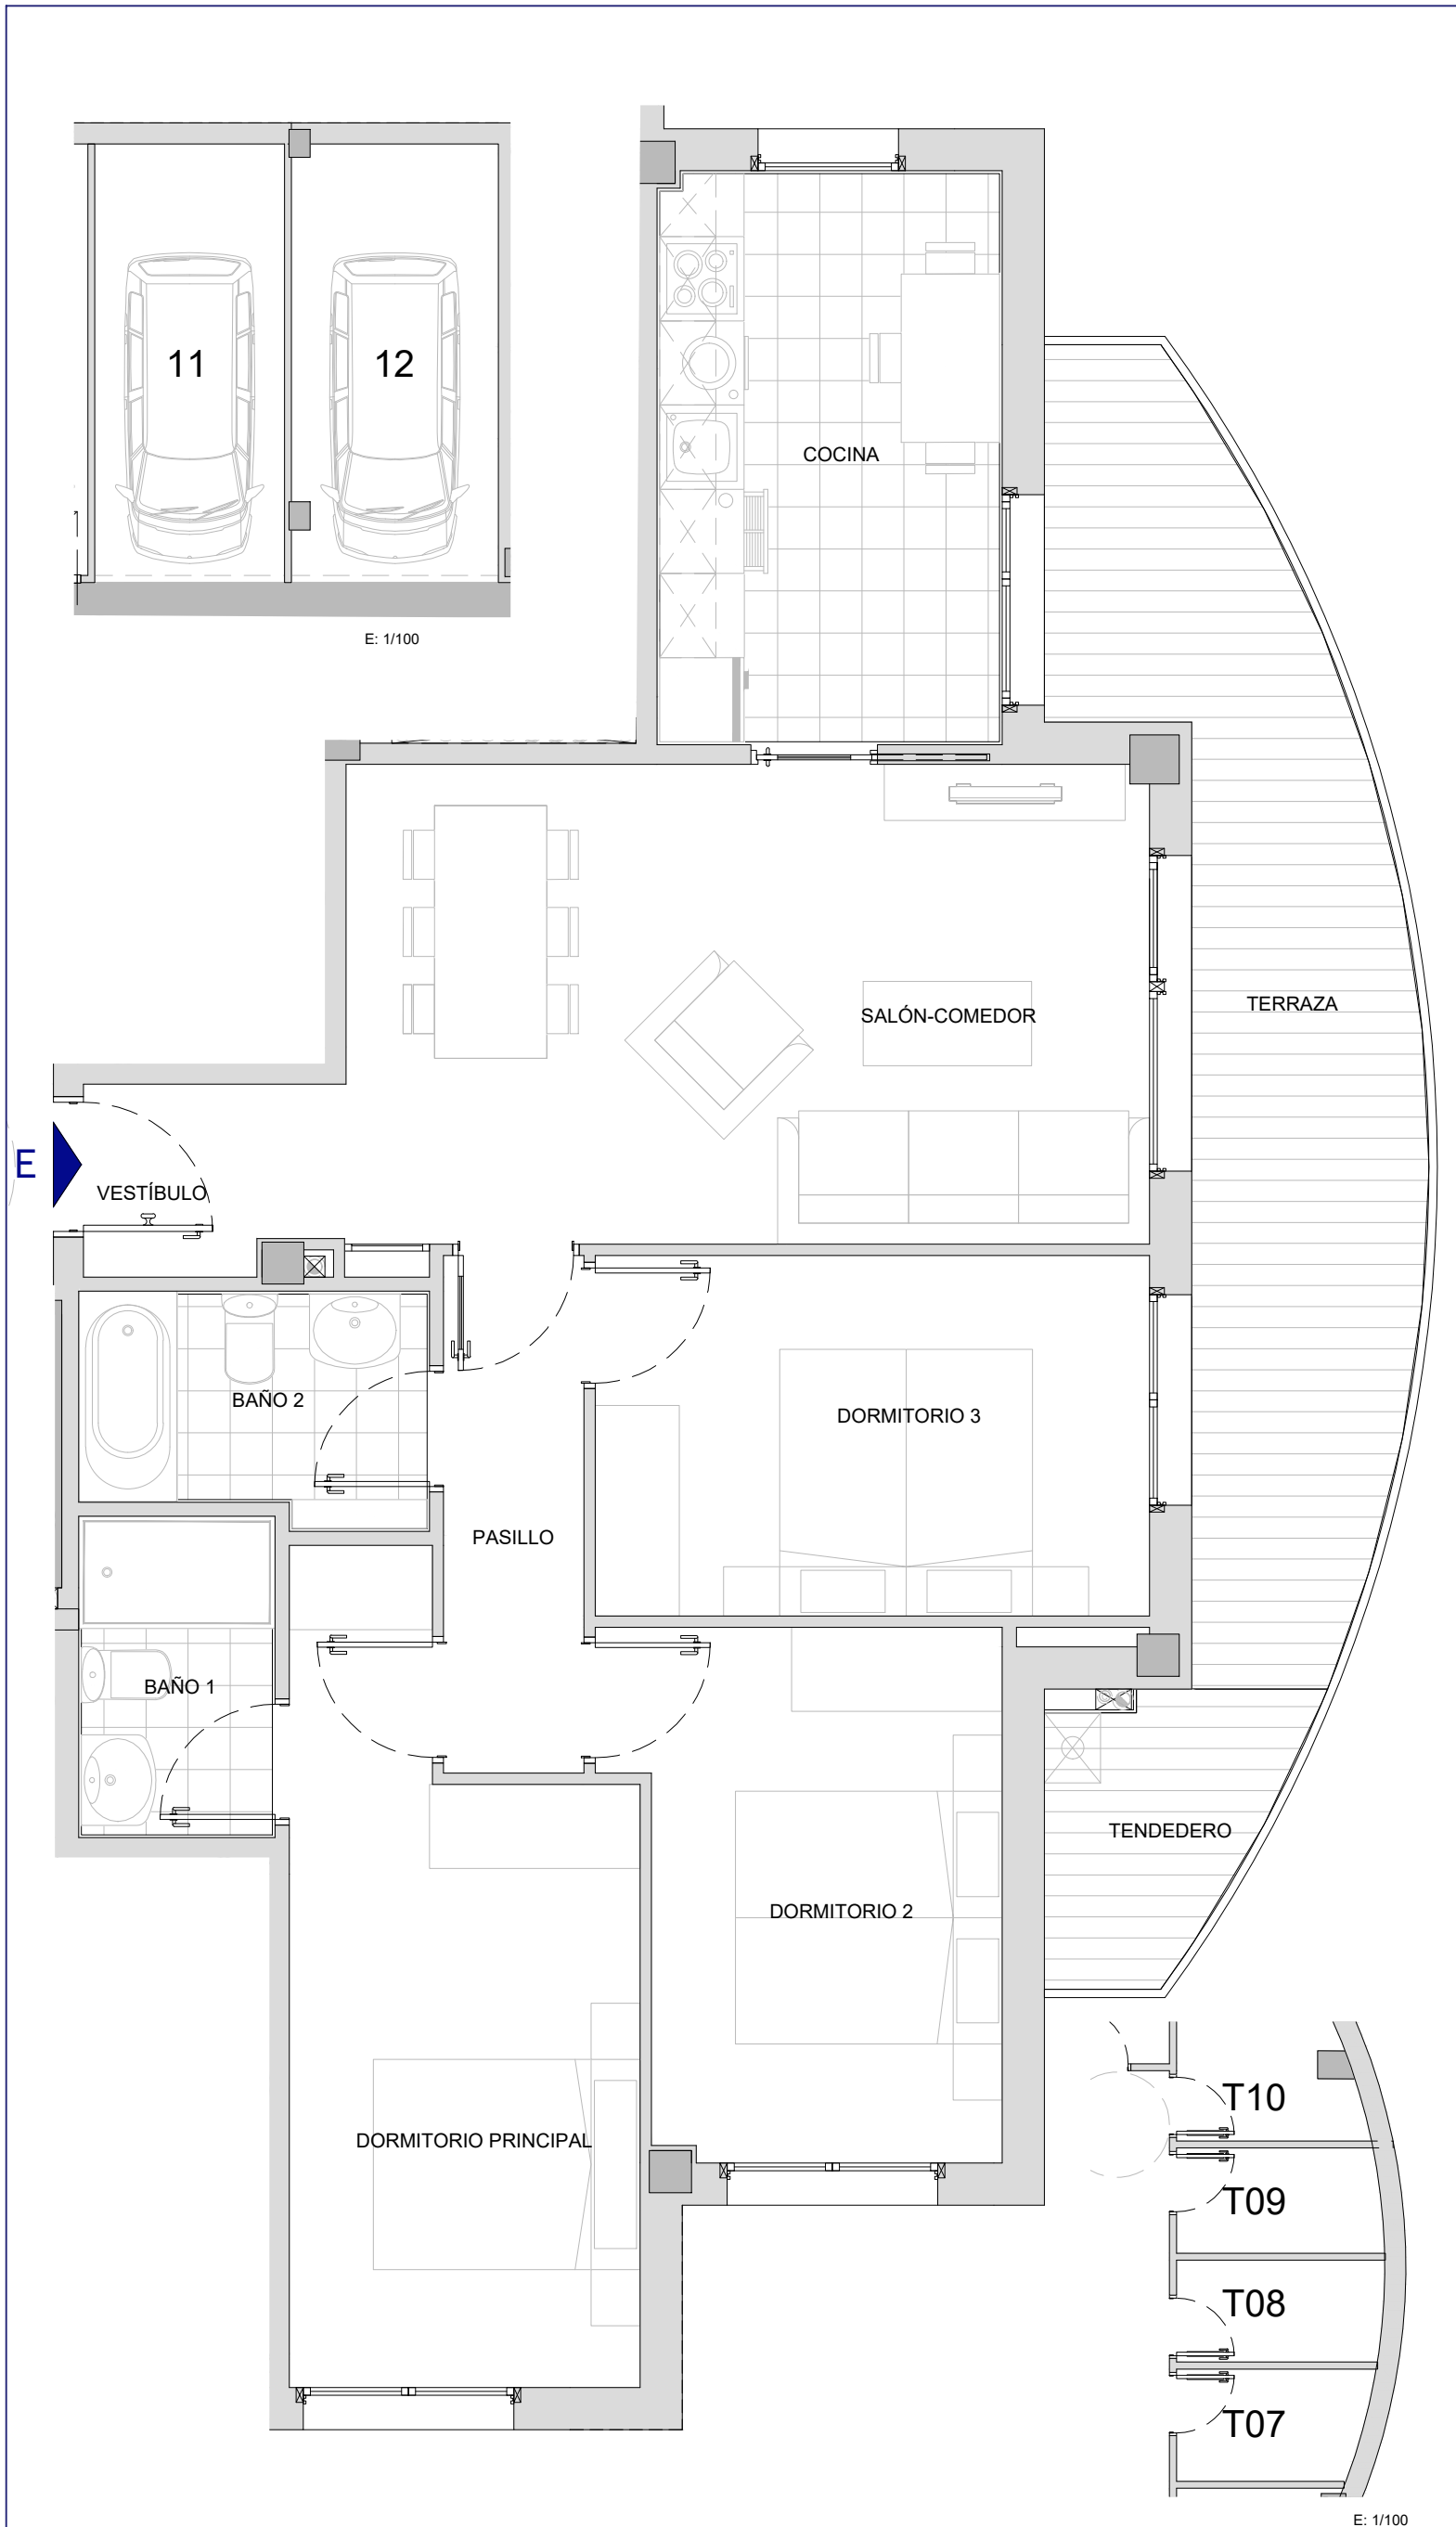 11
12
E: 1/100
COCINA
TERRAZA
SALÓN-COMEDOR
E
VESTÍBULO
BAÑO 2
DORMITORIO 3
PASILLO
BAÑO 1
TENDEDERO
DORMITORIO 2
DORMITORIO PRINCIPAL
T10
T09
T08
T07
E: 1/100